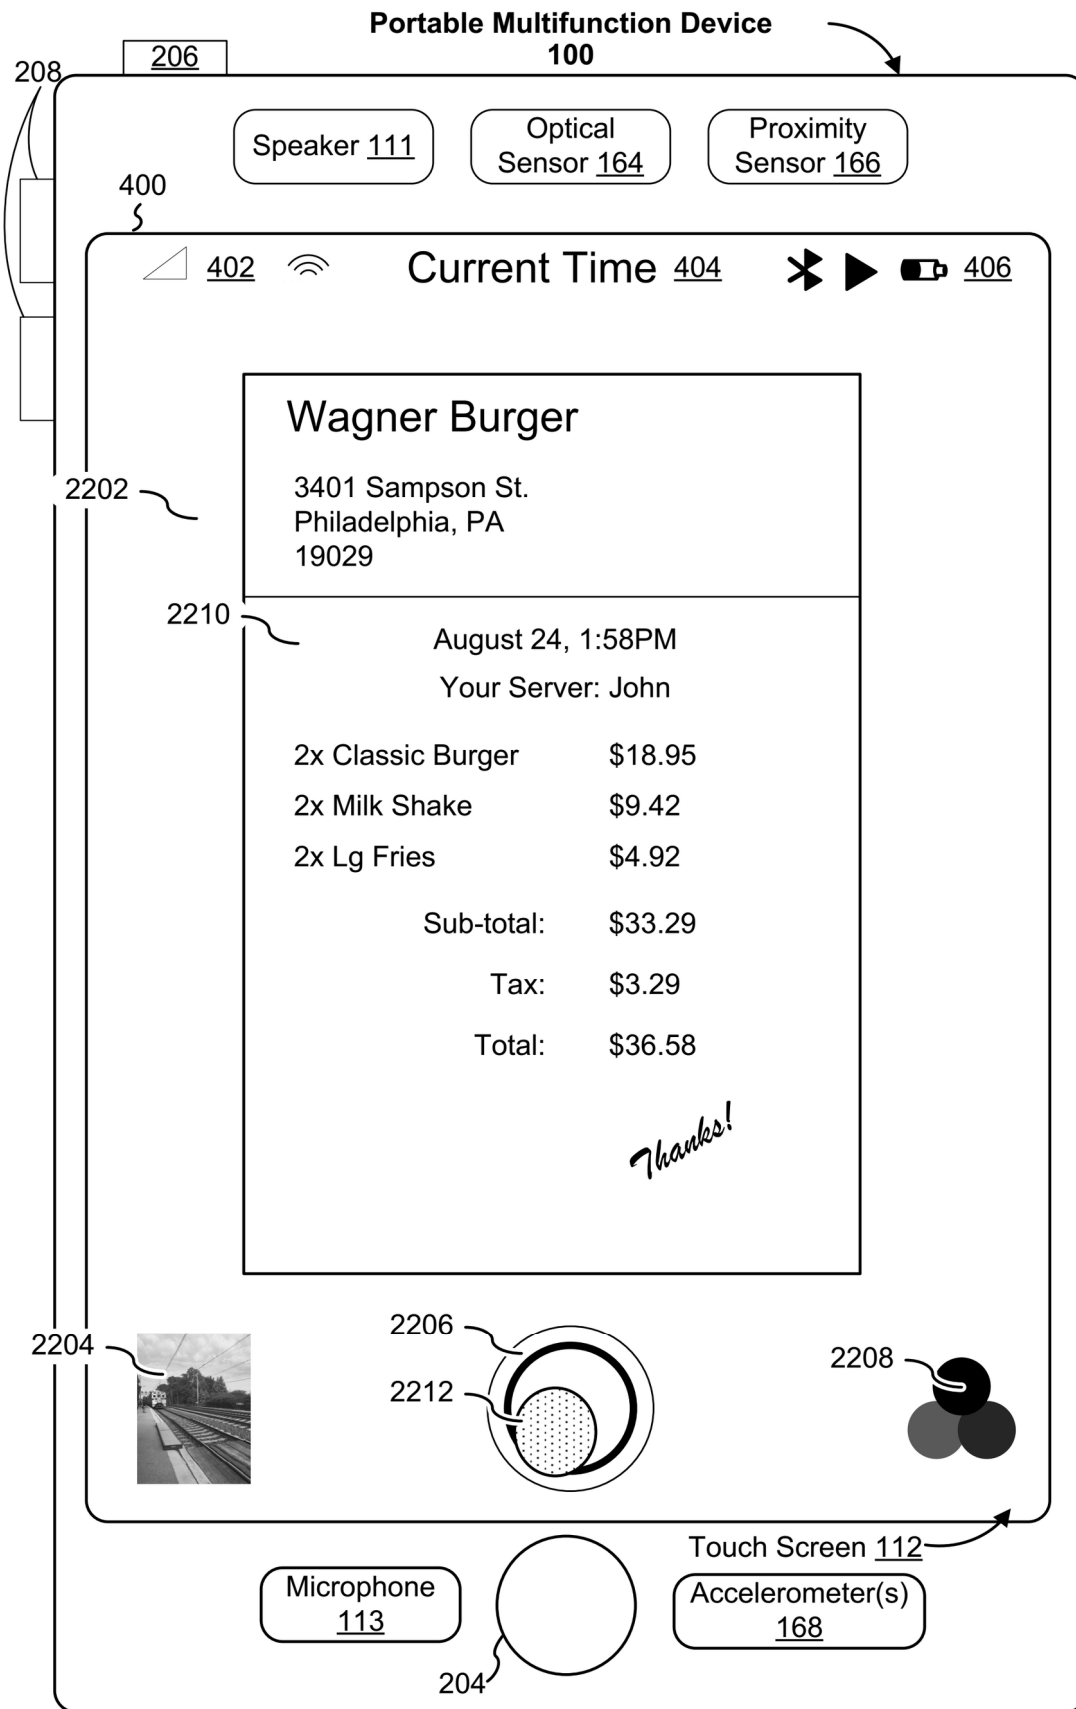 Portable Multifunction Device
100
206
208
Speaker 111
Optical
Sensor 164
Proximity
Sensor 166
400
402
Current Time 404
406
Wagner Burger
3401 Sampson St.
Philadelphia, PA
19029
2202
2210
August 24, 1:58PM
Your Server: John
2x Classic Burger $18.95
2x Milk Shake $9.42
2x Lg Fries $4.92
Sub-total: $33.29
Tax: $3.29
Total: $36.58
Thanks!
2204
2206
2212
2208
Touch Screen 112
Microphone
113
Accelerometer(s)
168
204